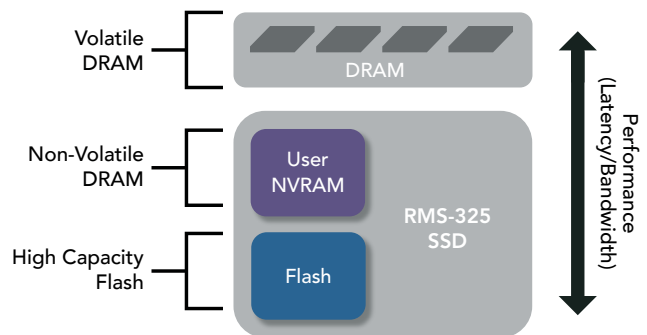 Volatile
DRAM
DRAM
Non-Volatile
DRAM
User
NVRAM
RMS-325
SSD
High Capacity
Flash
Flash
Performance
(Latency/Bandwidth)